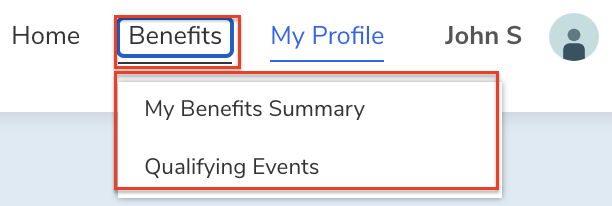 Home Benefits My Profile John S
My Benefits Summary
Qualifying Events